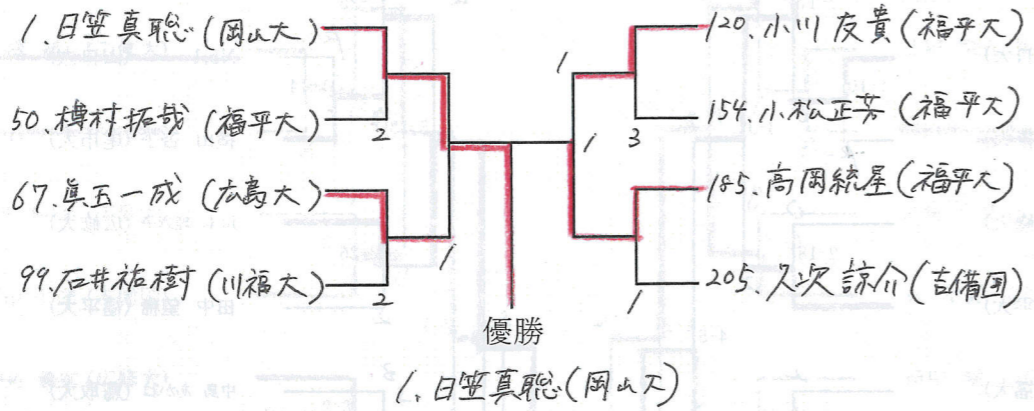 1. 日笠真聡 (岡山大)
50. 樽村拓哉 (福平大)
2
67. 眞玉一成 (広島大)
1
99. 石井祐樹 (川福大)
2
120. 小川友貴 (福平大)
1
154. 小松正芳 (福平大)
1 3
185. 高岡統星 (福平大)
205. 久次諒介 (吉備国)
1
優勝
1. 日笠真聡 (岡山大)